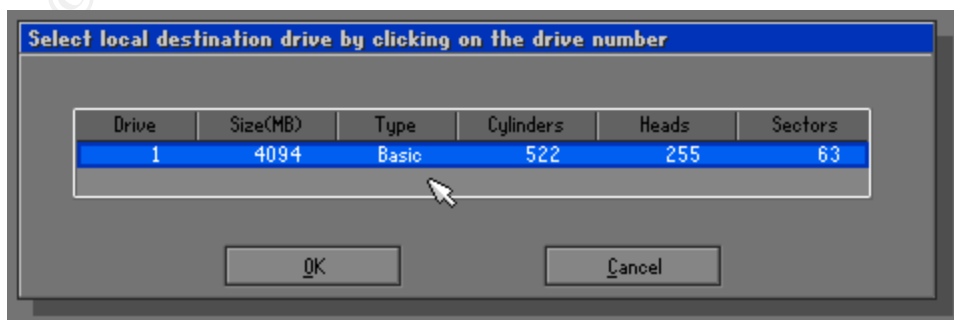 Select local destination drive by clicking on the drive number
Drive Size(MB) Type Cylinders Heads Sectors
1 4094 Basic 522 255 63
OK Cancel